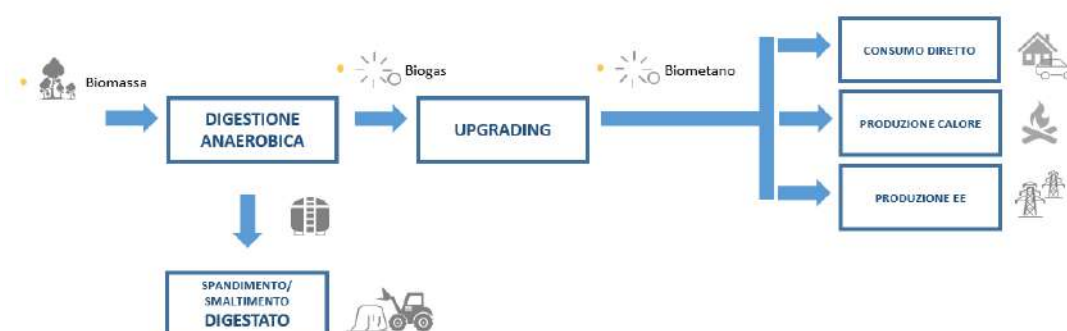 Biomassa
Biogas
Biometano
DIGESTIONE
ANAEROBICA
UPGRADING
CONSUMO DIRETTO
PRODUZIONE CALORE
PRODUZIONE EE
SPANDIMENTO/
SMALTIMENTO
DIGESTATO